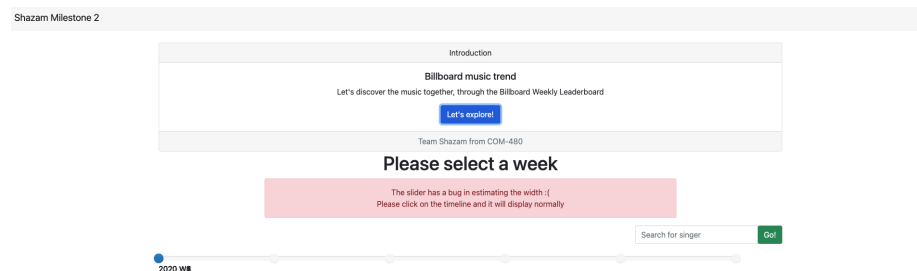 Shazam Milestone 2
Introduction
Billboard music trend
Let's discover the music together, through the Billboard Weekly Leaderboard
Let's explore!
Team Shazam from COM-480
Please select a week
The slider has a bug in estimating the width :(
Please click on the timeline and it will display normally
Search for singer
Go!
2020